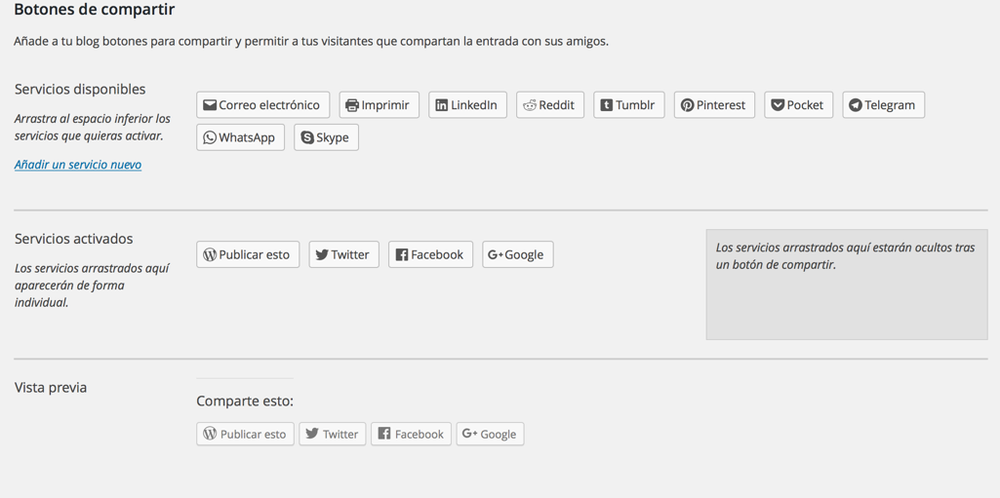 Botones de compartir
Añade a tu blog botones para compartir y permitir a tus visitantes que compartan la entrada con sus amigos.
Servicios disponibles
Arrastra al espacio inferior los
servicios que quieras activar.
Añadir un servicio nuevo
Correo electrónico Imprimir LinkedIn Reddit Tumblr Pinterest Pocket Telegram
WhatsApp Skype
Servicios activados
Los servicios arrastrados aquí
aparecerán de forma
individual.
Publicar esto Twitter Facebook G+ Google
Los servicios arrastrados aquí estarán ocultos tras
un botón de compartir.
Vista previa
Comparte esto:
Publicar esto Twitter Facebook G+ Google